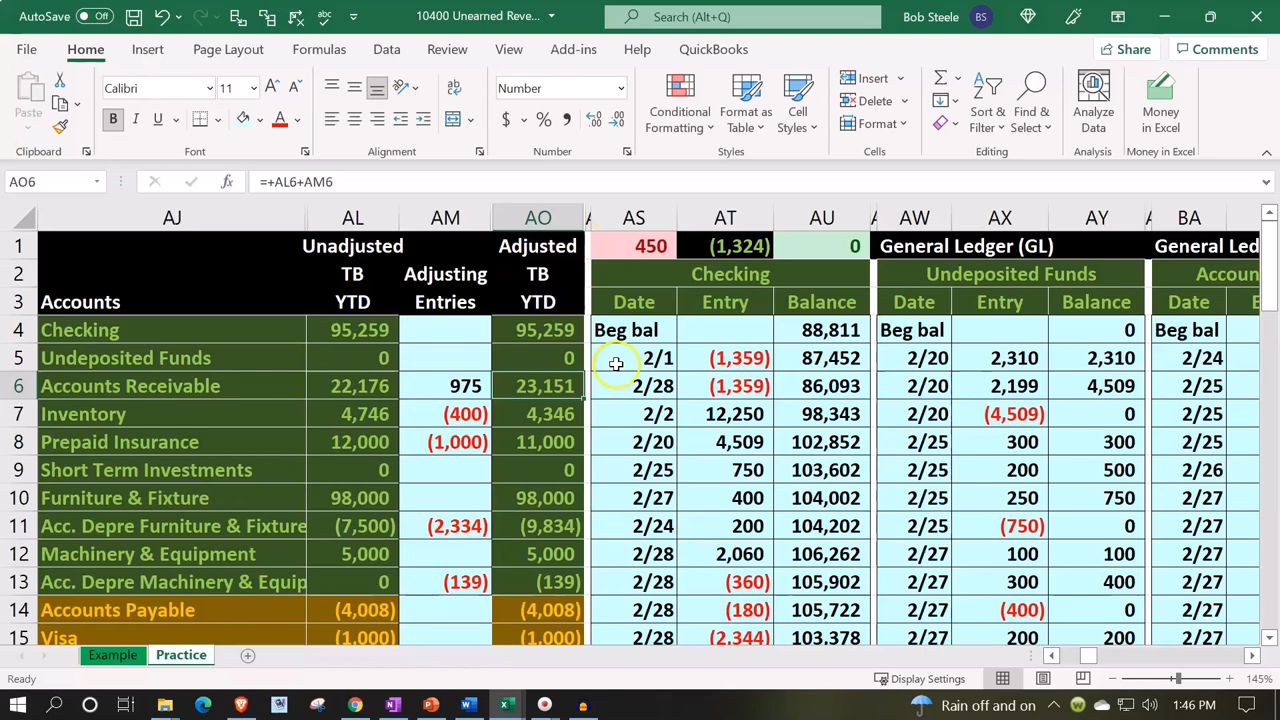 AutoSave Off 10400 Unearned Reve... Search (Alt+Q) Bob Steele BS
File Home Insert Page Layout Formulas Data Review View Add-ins Help QuickBooks Share Comments
Paste Calibri 11 Number Conditional Formatting Format as Table Cell Styles Insert Delete Format Sort & Filter Find & Select Analyze Data Money in Excel
Clipboard Font Alignment Number Styles Cells Editing Analysis Money in Excel
AO6 fx =+AL6+AM6
AJ AL AM AO A AS AT AU A AW AX AY A BA
1 Unadjusted Adjusted 450 (1,324) 0 General Ledger (GL) General Led
2 TB Adjusting TB Checking Undeposited Funds Accoun
3 Accounts YTD Entries YTD Date Entry Balance Date Entry Balance Date E
4 Checking 95,259 95,259 Beg bal 88,811 Beg bal 0 Beg bal
5 Undeposited Funds 0 0 2/1 (1,359) 87,452 2/20 2,310 2,310 2/24
6 Accounts Receivable 22,176 975 23,151 2/28 (1,359) 86,093 2/20 2,199 4,509 2/25
7 Inventory 4,746 (400) 4,346 2/2 12,250 98,343 2/20 (4,509) 0 2/25
8 Prepaid Insurance 12,000 (1,000) 11,000 2/20 4,509 102,852 2/25 300 300 2/25
9 Short Term Investments 0 0 2/25 750 103,602 2/25 200 500 2/26
10 Furniture & Fixture 98,000 98,000 2/27 400 104,002 2/25 250 750 2/27
11 Acc. Depre Furniture & Fixture (7,500) (2,334) (9,834) 2/24 200 104,202 2/25 (750) 0 2/27
12 Machinery & Equipment 5,000 5,000 2/28 2,060 106,262 2/27 100 100 2/27
13 Acc. Depre Machinery & Equip 0 (139) (139) 2/28 (360) 105,902 2/27 300 400 2/27
14 Accounts Payable (4,008) (4,008) 2/28 (180) 105,722 2/27 (400) 0 2/27
15 Visa (1,000) (1,000) 2/28 (2,344) 103,378 2/27 200 200 2/27
Example Practice
Ready Display Settings 145%
Rain off and on 1:46 PM